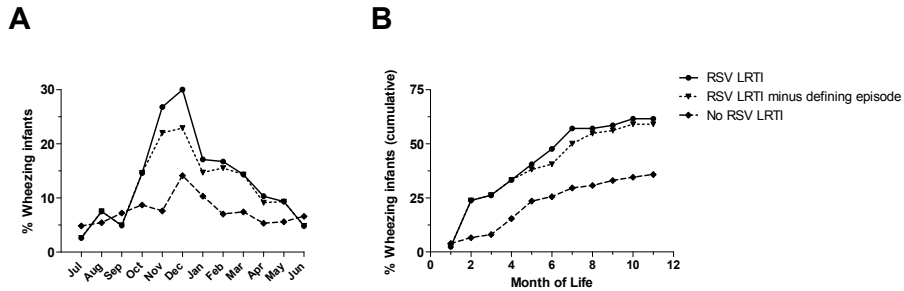 A
B
% Wheezing infants
30
20
10
0
Jul
Aug
Sep
Oct
Nov
Dec
Jan
Feb
Mar
Apr
May
Jun
% Wheezing infants (cumulative)
75
50
25
0
0 2 4 6 8 10 12
Month of Life
RSV LRTI
RSV LRTI minus defining episode
No RSV LRTI